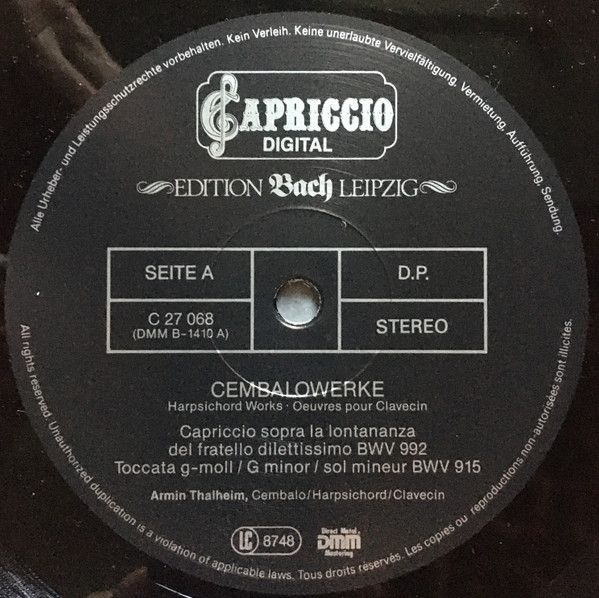 Alle Urheber- und Leistungsschutzrechte vorbehalten. Kein Verleih. Keine unerlaubte Vervielfältigung, Vermietung, Aufführung, Sendung.
CAPRICCIO
DIGITAL
EDITION Bach LEIPZIG
SEITE A
D.P.
C 27 068
(DMM B-1410 A)
STEREO
CEMBALOWERKE
Harpsichord Works · Oeuvres pour Clavecin
Capriccio sopra la lontananza
del fratello dilettissimo BWV 992
Toccata g-moll / G minor / sol mineur BWV 915
Armin Thalheim, Cembalo/Harpsichord/Clavecin
LC 8748
Direct Metal
DMM
Mastering
All rights reserved. Unauthorized duplication is a violation of applicable laws. Tous droits réservés. Les copies ou reproductions non-autorisées sont illicites.